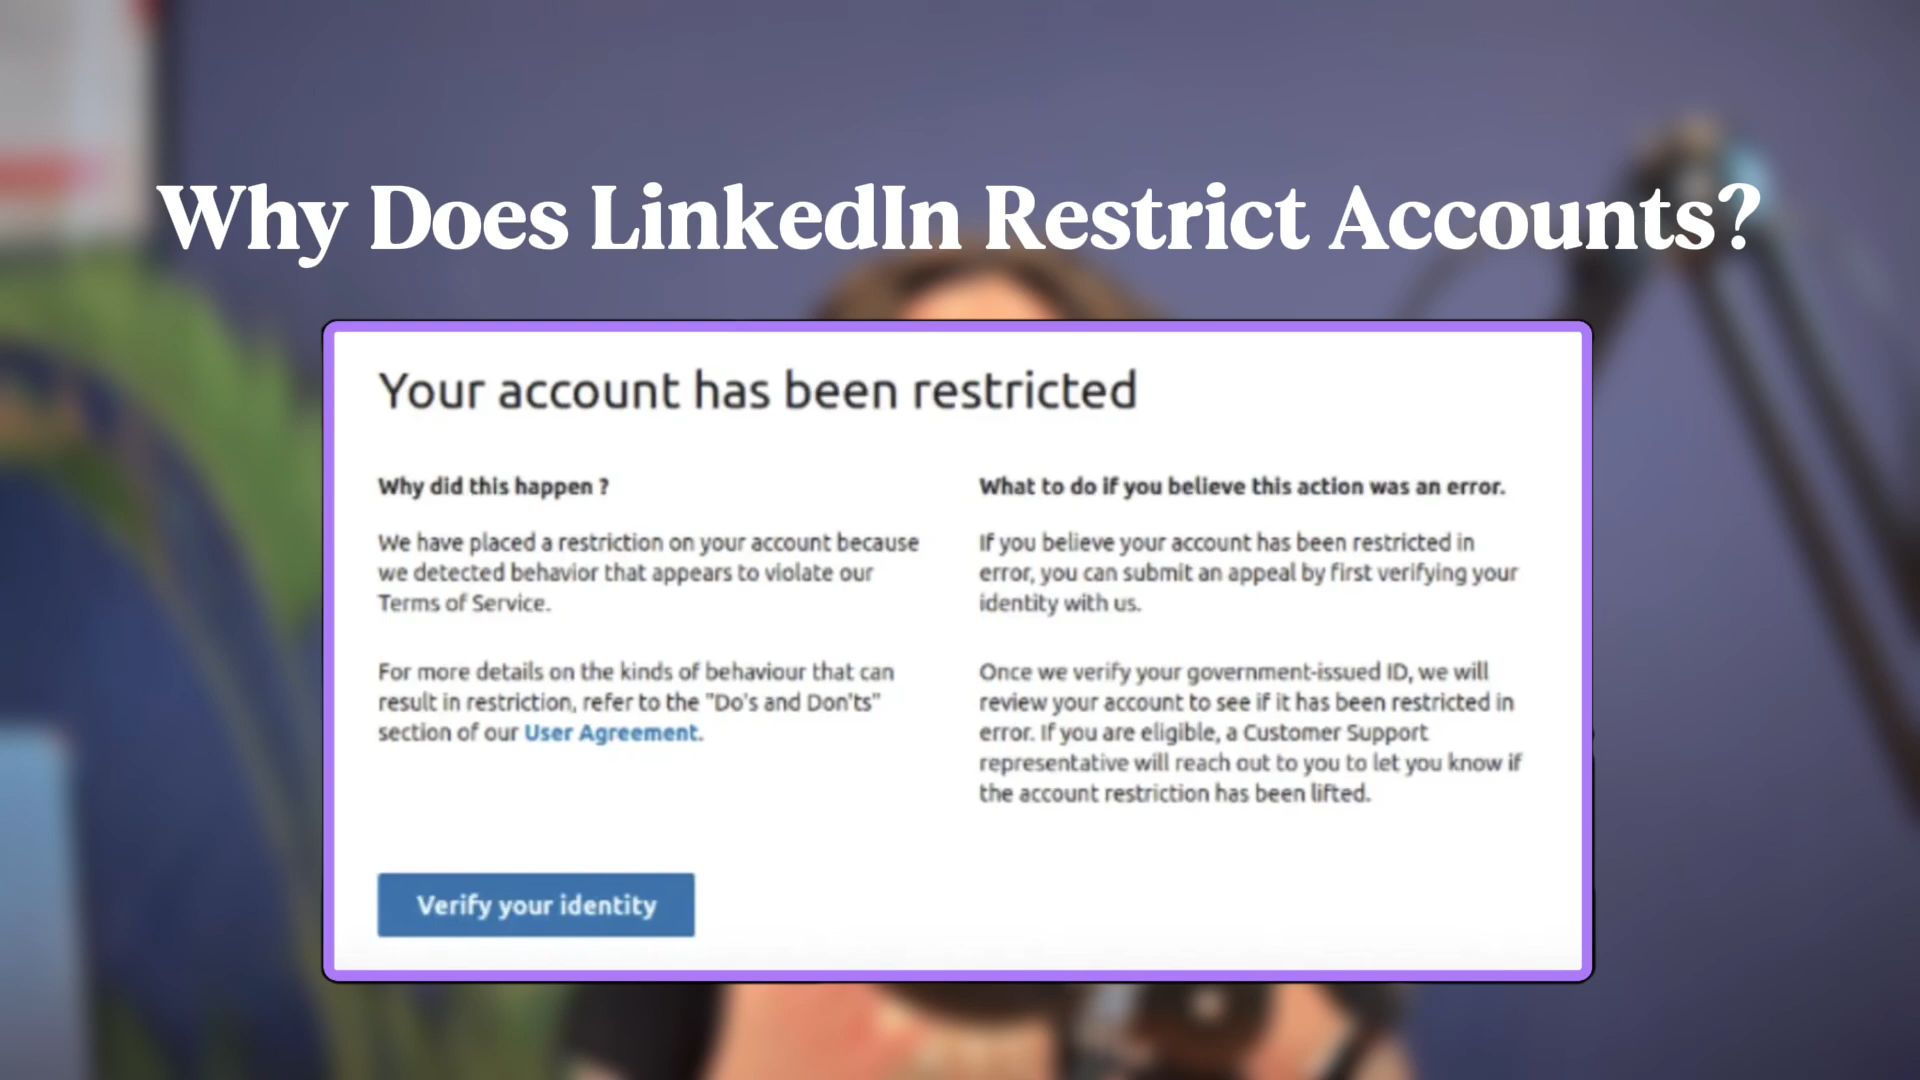 Why Does LinkedIn Restrict Accounts?
Your account has been restricted
Why did this happen ?
We have placed a restriction on your account because
we detected behavior that appears to violate our
Terms of Service.
For more details on the kinds of behaviour that can
result in restriction, refer to the "Do's and Don'ts"
section of our User Agreement.
Verify your identity
What to do if you believe this action was an error.
If you believe your account has been restricted in
error, you can submit an appeal by first verifying your
identity with us.
Once we verify your government-issued ID, we will
review your account to see if it has been restricted in
error. If you are eligible, a Customer Support
representative will reach out to you to let you know if
the account restriction has been lifted.